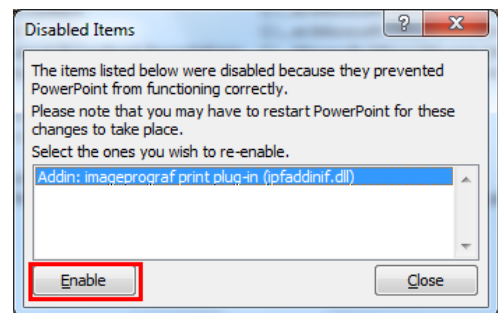 Disabled Items
?
X
The items listed below were disabled because they prevented
PowerPoint from functioning correctly.
Please note that you may have to restart PowerPoint for these
changes to take place.
Select the ones you wish to re-enable.
Addin: imageprograf print plug-in (ipfaddinif.dll)
Enable
Close